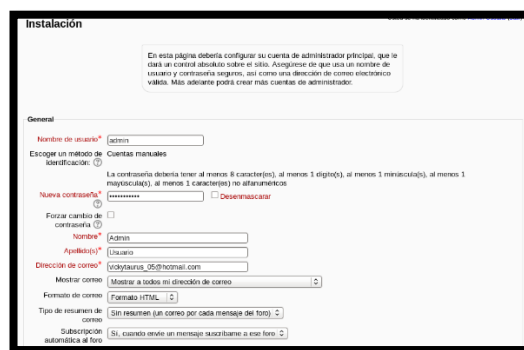 Instalación
En esta página debería configurar su cuenta de administrador principal, que le
dará un control absoluto sobre el sitio. Asegúrese de que usa un nombre de
usuario y contraseña seguros, así como una dirección de correo electrónico
válida. Más adelante podrá crear más cuentas de administrador.
General
Nombre de usuario* admin
Escoger un método de Cuentas manuales
identificación:
La contraseña debería tener al menos 8 caracter(es), al menos 1 dígito(s), al menos 1 minúscula(s), al menos 1
mayúscula(s), al menos 1 caracter(es) no alfanuméricos
Nueva contraseña* •••••••••••• Desenmascarar
Forzar cambio de
contraseña
Nombre* Admin
Apellido(s)* Usuario
Dirección de correo* vickytaurus_05@hotmail.com
Mostrar correo Mostrar a todos mi dirección de correo
Formato de correo Formato HTML
Tipo de resumen de Sin resumen (un correo por cada mensaje del foro)
correo
Subscripción Sí, cuando envíe un mensaje suscríbame a ese foro
automática al foro